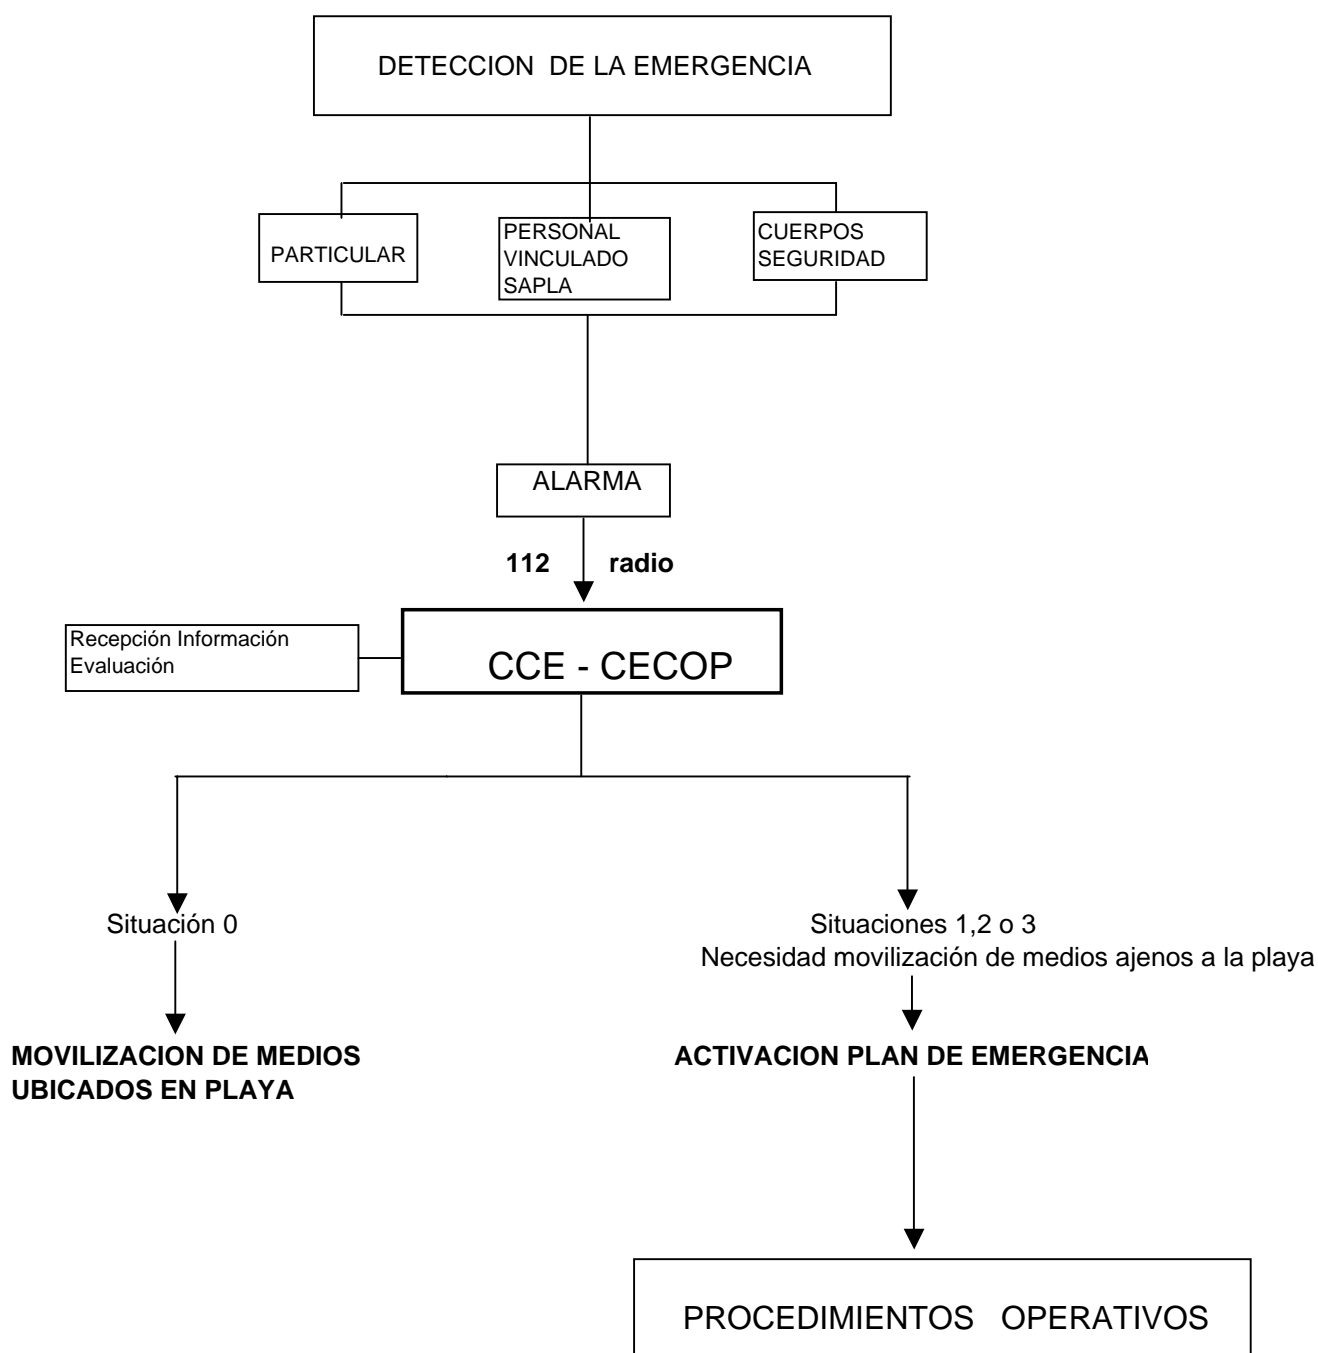 DETECCION DE LA EMERGENCIA
PARTICULAR
PERSONAL
VINCULADO
SAPLA
CUERPOS
SEGURIDAD
ALARMA
112 radio
Recepción Información
Evaluación
CCE - CECOP
Situación 0
Situaciones 1,2 o 3
Necesidad movilización de medios ajenos a la playa
MOVILIZACION DE MEDIOS
UBICADOS EN PLAYA
ACTIVACION PLAN DE EMERGENCIA
PROCEDIMIENTOS OPERATIVOS